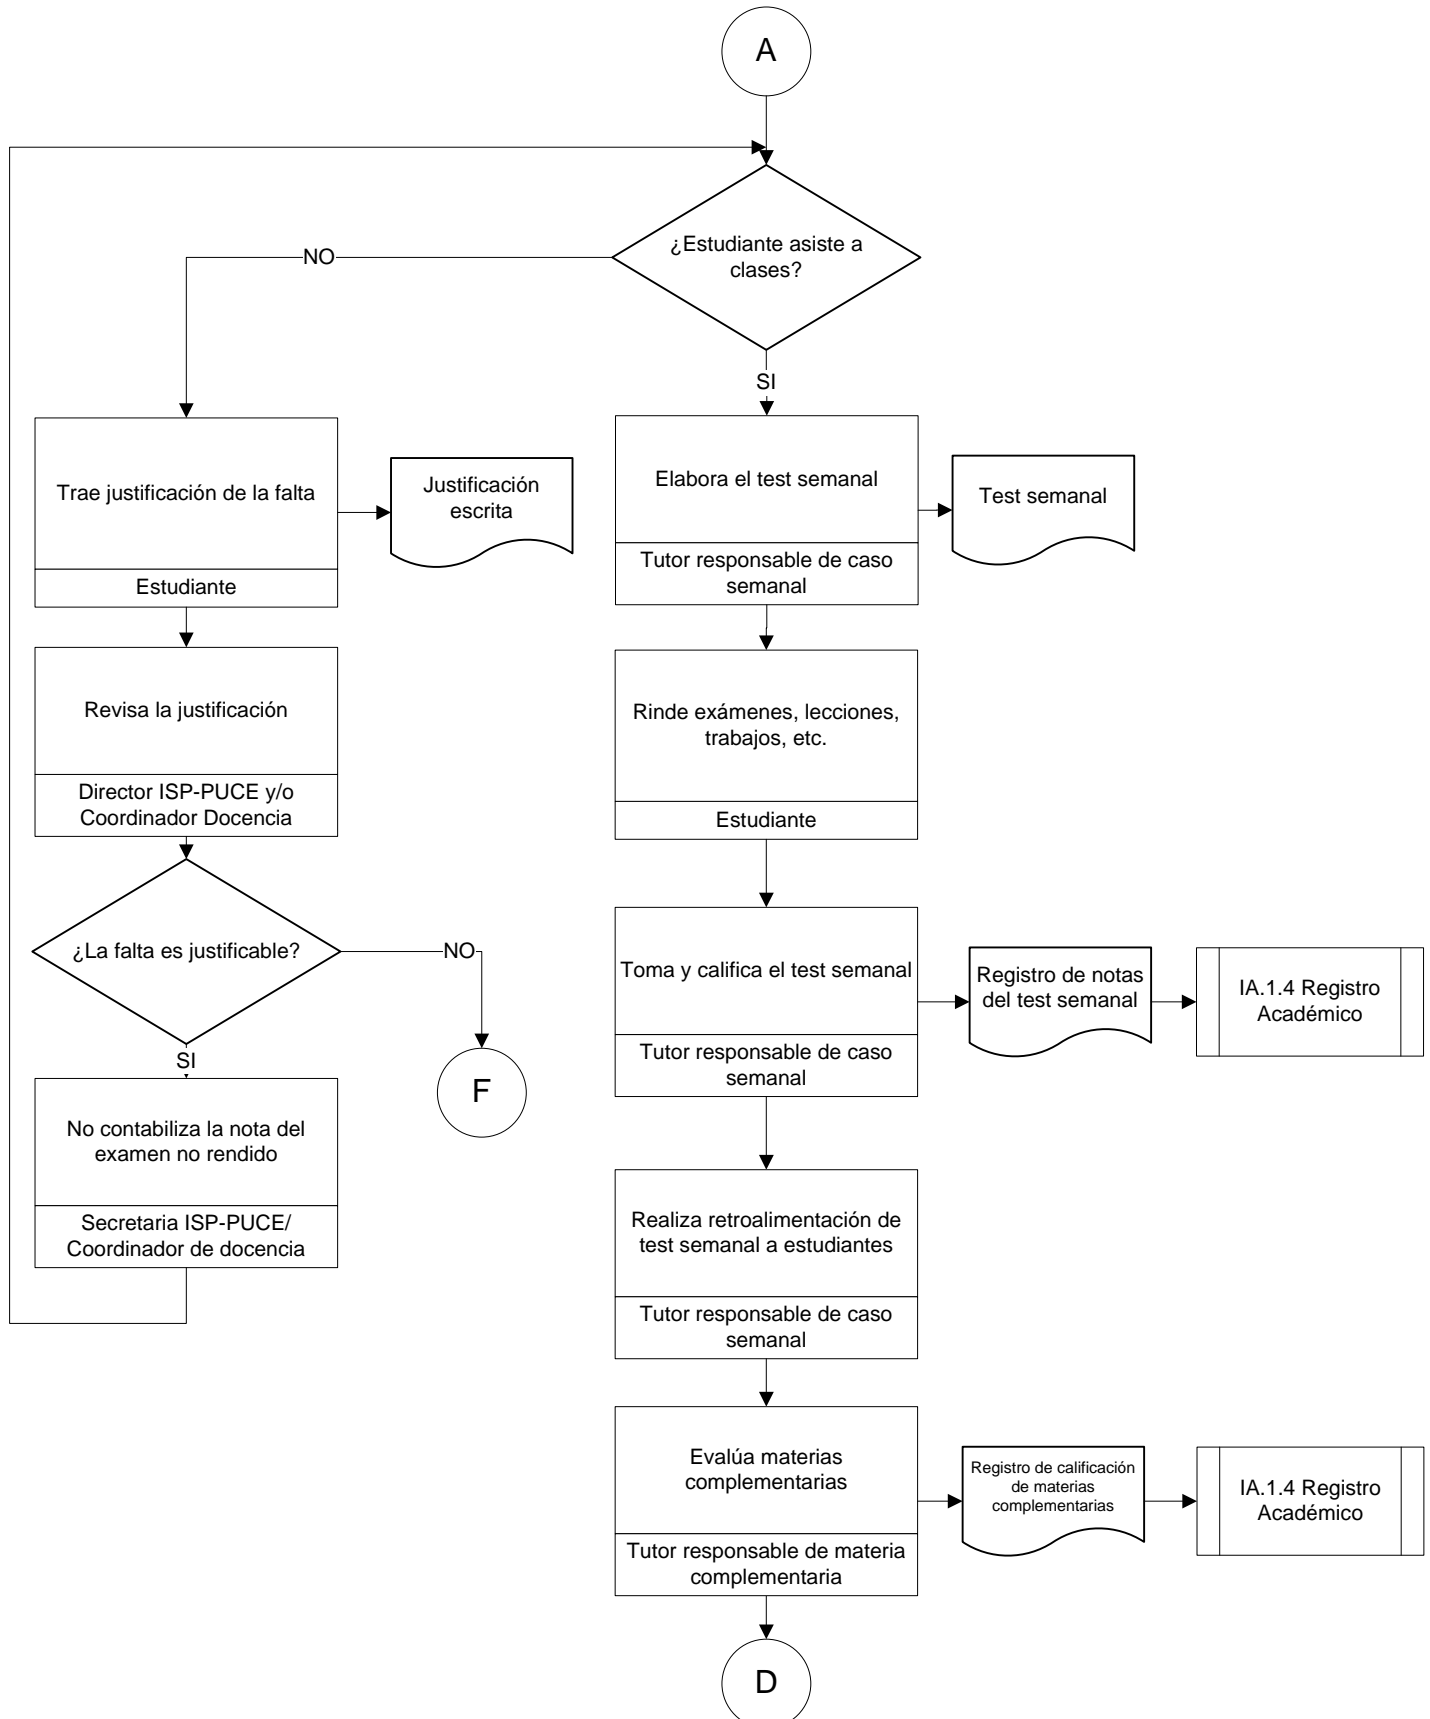 A
¿Estudiante asiste a
clases?
NO
SI
Trae justificación de la falta
Estudiante
Justificación
escrita
Elabora el test semanal
Tutor responsable de caso
semanal
Test semanal
Revisa la justificación
Director ISP-PUCE y/o
Coordinador Docencia
Rinde exámenes, lecciones,
trabajos, etc.
Estudiante
¿La falta es justificable?
NO
SI
F
Toma y califica el test semanal
Tutor responsable de caso
semanal
Registro de notas
del test semanal
IA.1.4 Registro
Académico
No contabiliza la nota del
examen no rendido
Secretaria ISP-PUCE/
Coordinador de docencia
Realiza retroalimentación de
test semanal a estudiantes
Tutor responsable de caso
semanal
Evalúa materias
complementarias
Tutor responsable de materia
complementaria
Registro de calificación
de materias
complementarias
IA.1.4 Registro
Académico
D